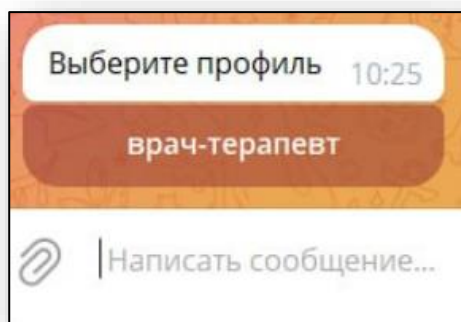 Выберите профиль 10:25
врач-терапевт
Написать сообщение...